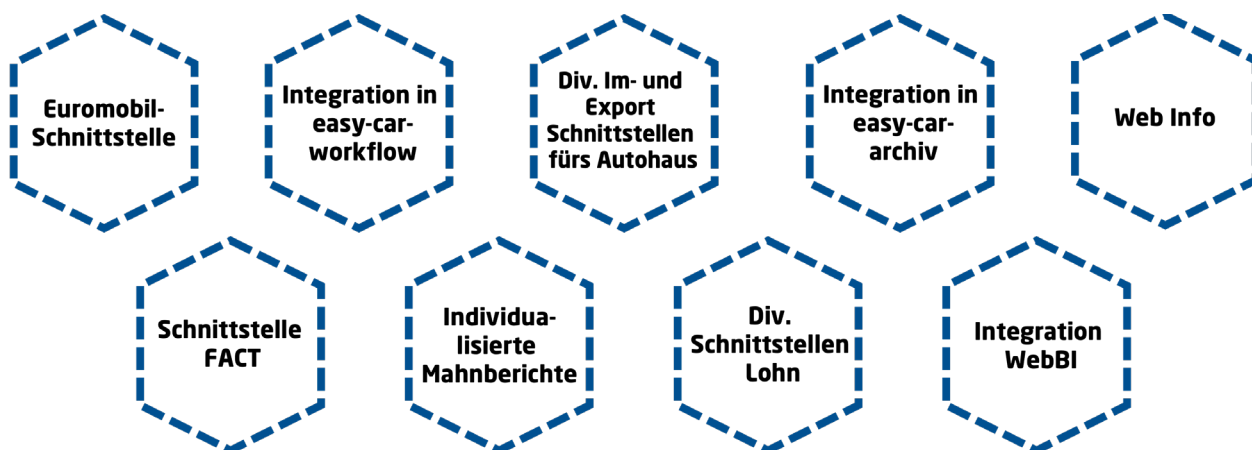 Euromobil-
Schnittstelle
Integration in
easy-car-
workflow
Div. Im- und
Export
Schnittstellen
fürs Autohaus
Integration in
easy-car-
archiv
Web Info
Schnittstelle
FACT
Individua-
lisierte
Mahnberichte
Div.
Schnittstellen
Lohn
Integration
WebBI